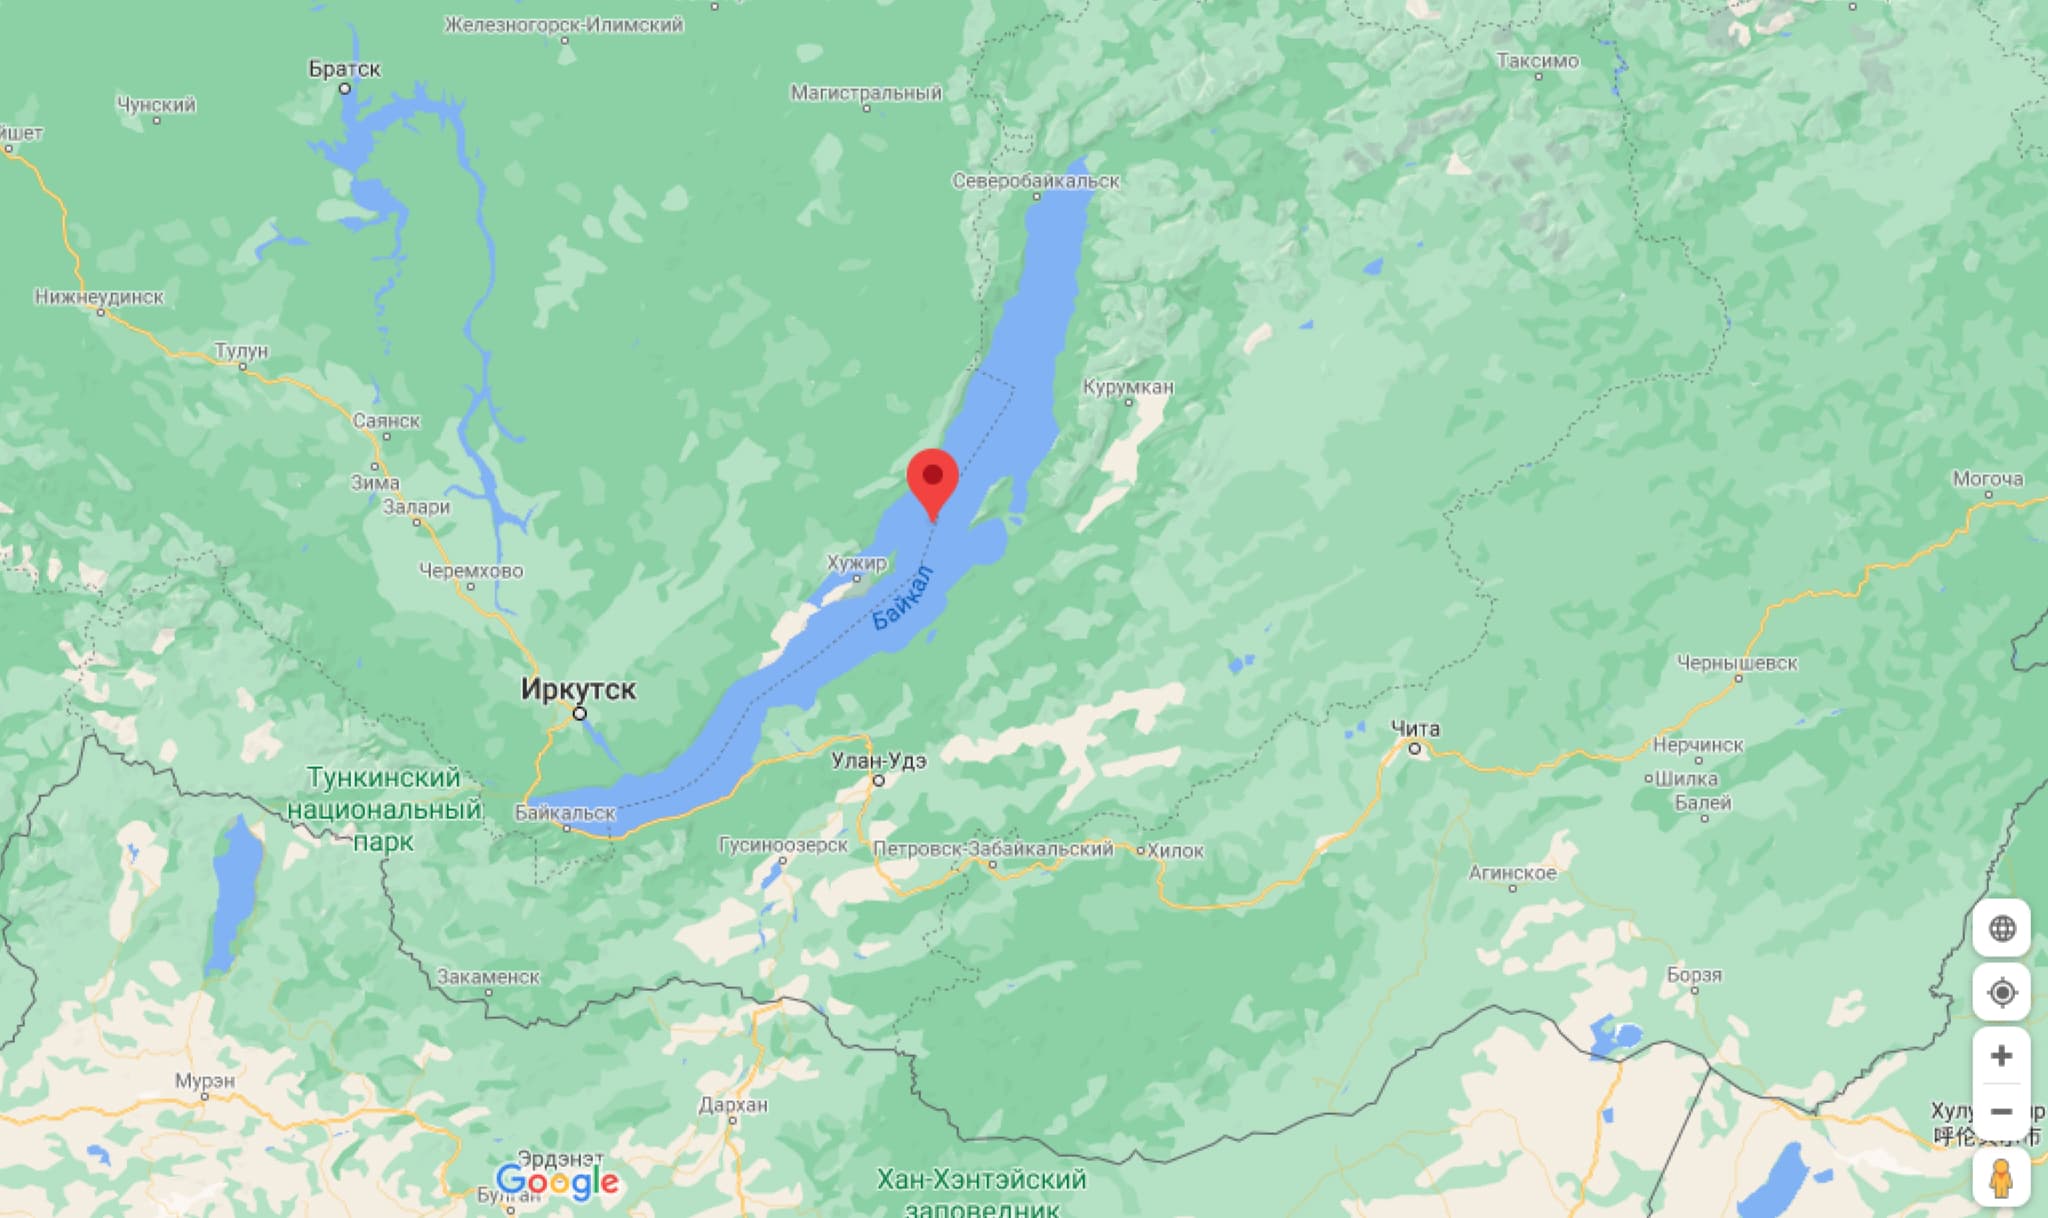 Железногорск-Илимский
Братск
Таксимо
Чунский
Магистральный
Северобайкальск
Нижнеудинск
Тулун
Курумкан
Саянск
Зима
Залари
Могоча
Хужир
Черемхово
Байкал
Чернышевск
Иркутск
Чита
Нерчинск
Улан-Удэ
Тункинский
национальный
парк
Шилка
Балей
Байкальск
Гусиноозерск
Петровск-Забайкальский
Хилок
Агинское
Закаменск
Борзя
Мурэн
Дархан
Эрдэнэт
Google
Хан-Хэнтэйский
заповедник